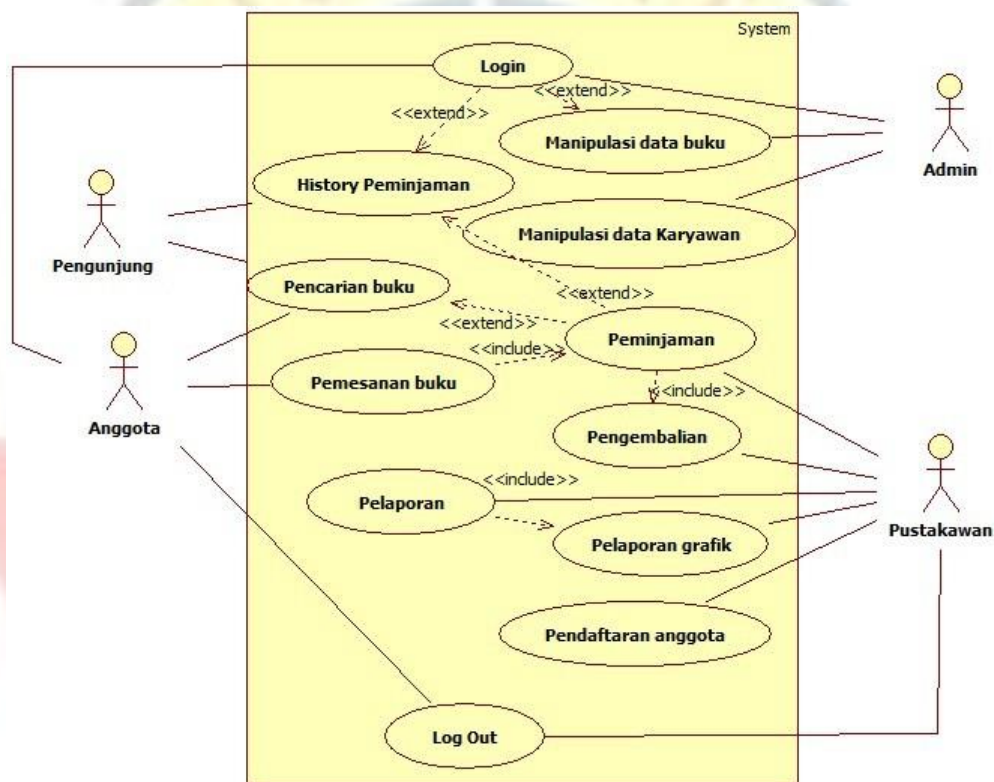 System
Login
<<extend>>
<<extend>>
Manipulasi data buku
Admin
History Peminjaman
Pengunjung
Manipulasi data Karyawan
Pencarian buku
<<extend>>
<<extend>>
Peminjaman
<<include>>
Pemesanan buku
Anggota
<<include>>
Pengembalian
<<include>>
Pelaporan
Pelaporan grafik
Pustakawan
Pendaftaran anggota
Log Out